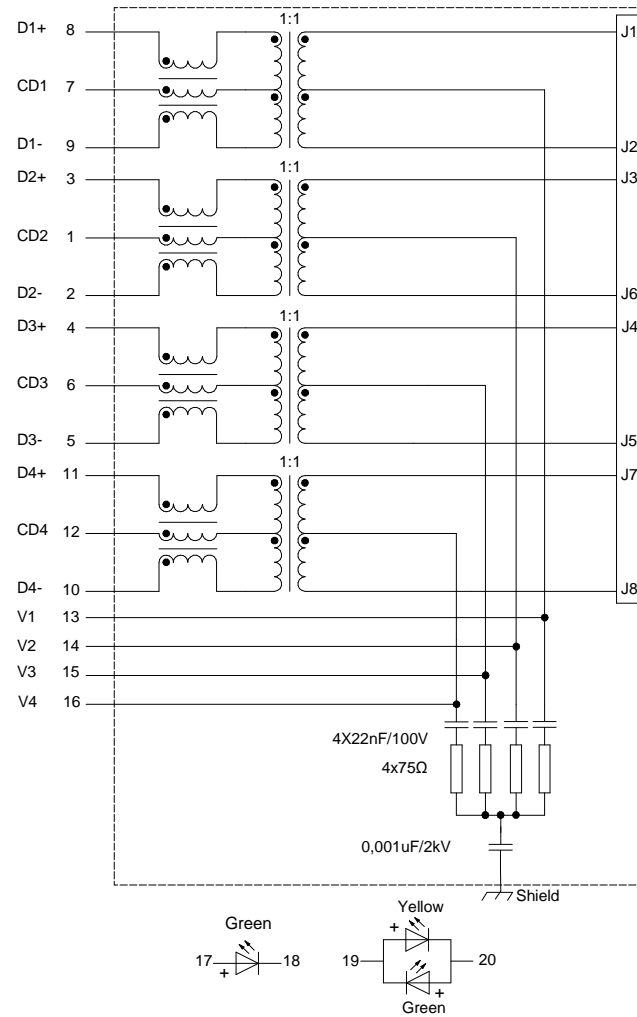 1:1
D1+ 8 J1
CD1 7
D1- 9 J2
1:1
D2+ 3 J3
CD2 1
D2- 2 J6
1:1
D3+ 4 J4
CD3 6
D3- 5 J5
1:1
D4+ 11 J7
CD4 12
D4- 10 J8
V1 13
V2 14
V3 15
V4 16
4X22nF/100V
4x75Ω
0,001uF/2kV
Shield
Green
17 + 18
Yellow
+
19 20
+
Green